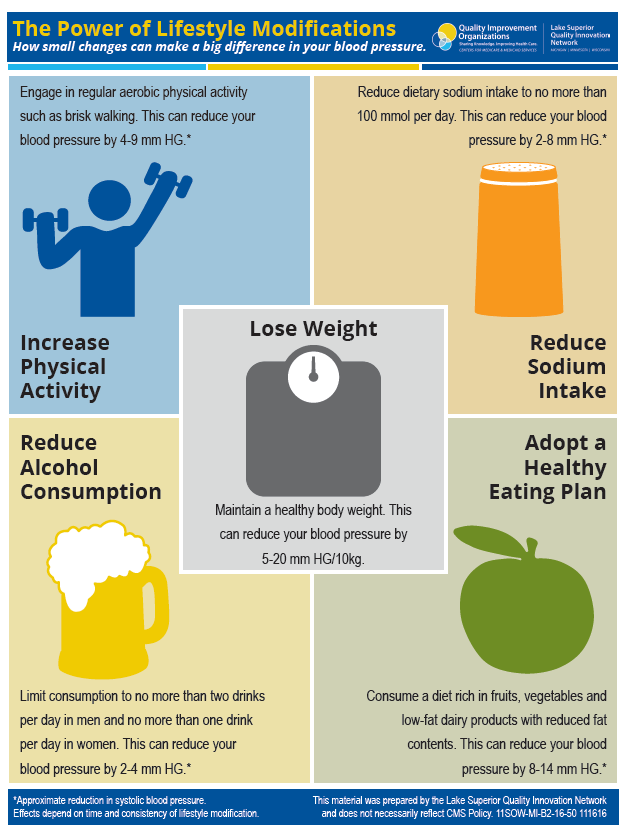 The Power of Lifestyle Modifications
How small changes can make a big difference in your blood pressure.
Quality Improvement
Organizations
Sharing Knowledge. Improving Health Care.
CENTERS FOR MEDICARE & MEDICAID SERVICES
Lake Superior
Quality Innovation
Network
MICHIGAN | MINNESOTA | WISCONSIN
Engage in regular aerobic physical activity
such as brisk walking. This can reduce your
blood pressure by 4-9 mm HG.*
Increase
Physical
Activity
Reduce dietary sodium intake to no more than
100 mmol per day. This can reduce your blood
pressure by 2-8 mm HG.*
Reduce
Sodium
Intake
Lose Weight
Maintain a healthy body weight. This
can reduce your blood pressure by
5-20 mm HG/10kg.
Reduce
Alcohol
Consumption
Limit consumption to no more than two drinks
per day in men and no more than one drink
per day in women. This can reduce your
blood pressure by 2-4 mm HG.*
Adopt a
Healthy
Eating Plan
Consume a diet rich in fruits, vegetables and
low-fat dairy products with reduced fat
contents. This can reduce your blood
pressure by 8-14 mm HG.*
*Approximate reduction in systolic blood pressure.
Effects depend on time and consistency of lifestyle modification.
This material was prepared by the Lake Superior Quality Innovation Network
and does not necessarily reflect CMS Policy. 11SOW-MI-B2-16-50 111616